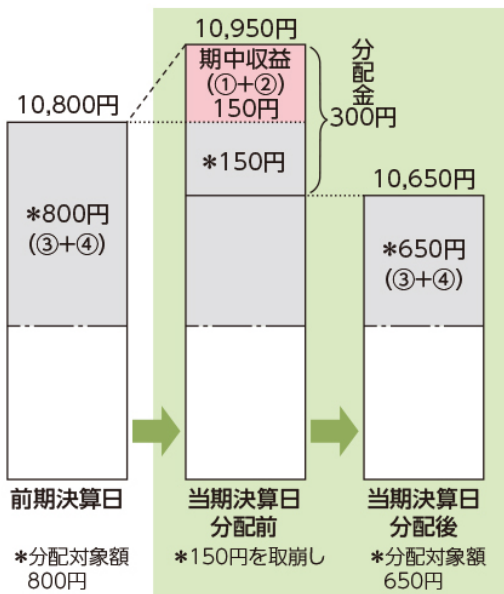 10,800円
*800円
(③+④)
前期決算日
*分配対象額
800円
10,950円
期中収益
(①+②)
150円
*150円
分配金
300円
当期決算日
分配前
*150円を取崩し
10,650円
*650円
(③+④)
当期決算日
分配後
*分配対象額
650円